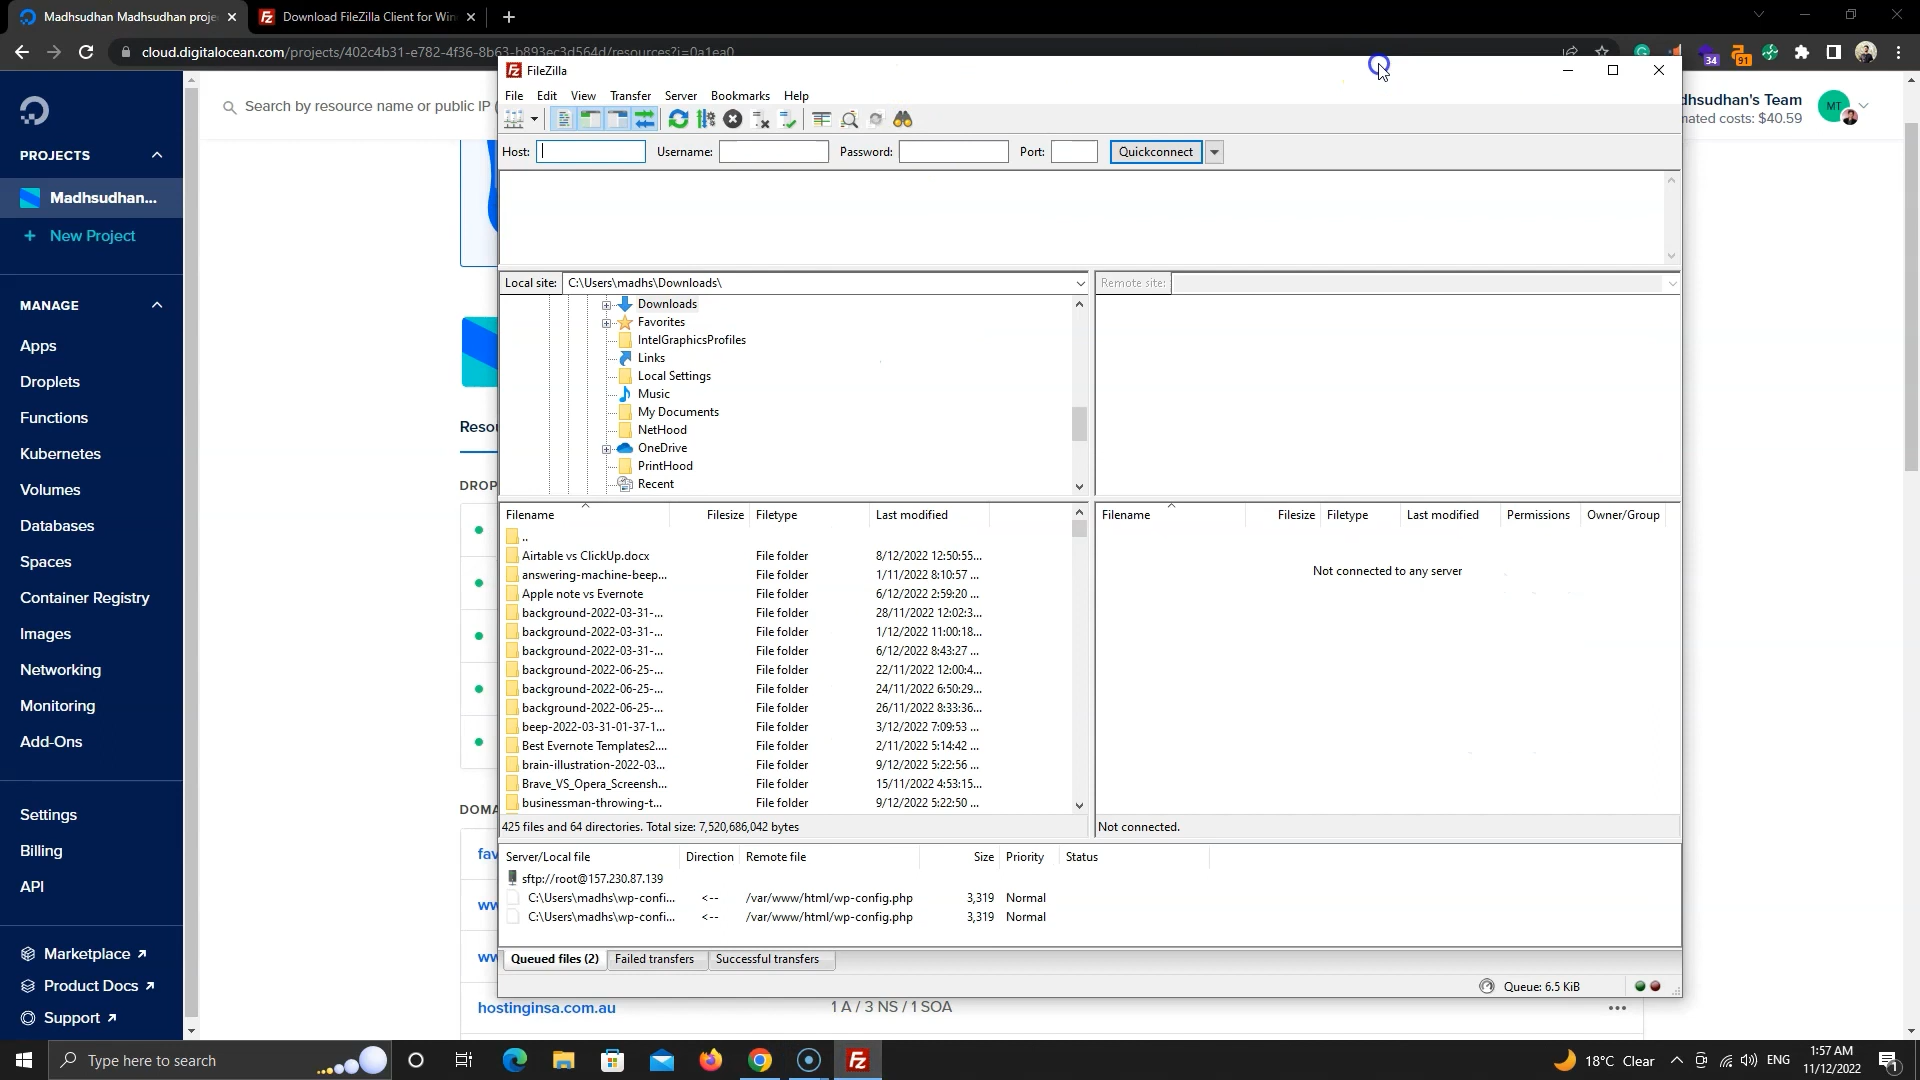 Madhsudhan Madhsudhan proje
Download FileZilla Client for Win
cloud.digitalocean.com/projects/402c4b31-e782-4f36-8b63-b893ec3d564d/resources?i=0a1ea0
34
91
PROJECTS
Madhsudhan...
+ New Project
MANAGE
Apps
Droplets
Functions
Kubernetes
Volumes
Databases
Spaces
Container Registry
Images
Networking
Monitoring
Add-Ons
Settings
Billing
API
Marketplace
Product Docs
Support
Search by resource name or public IP (
dhsudhan's Team
mated costs: $40.59
MT
Resou
DROP
DOMA
fav
ww
ww
hostinginsa.com.au
1 A / 3 NS / 1 SOA
FileZilla
File Edit View Transfer Server Bookmarks Help
Host: Username: Password: Port: Quickconnect
Local site: C:\Users\madhs\Downloads\
Downloads
Favorites
IntelGraphicsProfiles
Links
Local Settings
Music
My Documents
NetHood
OneDrive
PrintHood
Recent
Remote site:
Filename Filesize Filetype Last modified
..
Airtable vs ClickUp.docx File folder 8/12/2022 12:50:55...
answering-machine-beep... File folder 1/11/2022 8:10:57 ...
Apple note vs Evernote File folder 6/12/2022 2:59:20 ...
background-2022-03-31-... File folder 28/11/2022 12:02:3...
background-2022-03-31-... File folder 1/12/2022 11:00:18...
background-2022-03-31-... File folder 6/12/2022 8:43:27 ...
background-2022-06-25-... File folder 22/11/2022 12:00:4...
background-2022-06-25-... File folder 24/11/2022 6:50:29...
background-2022-06-25-... File folder 26/11/2022 8:33:36...
beep-2022-03-31-01-37-1... File folder 3/12/2022 7:09:53 ...
Best Evernote Templates2.... File folder 2/11/2022 5:14:42 ...
brain-illustration-2022-03... File folder 9/12/2022 5:22:56 ...
Brave_VS_Opera_Screensh... File folder 15/11/2022 4:53:15...
businessman-throwing-t... File folder 9/12/2022 5:22:50 ...
425 files and 64 directories. Total size: 7,520,686,042 bytes
Filename Filesize Filetype Last modified Permissions Owner/Group
Not connected to any server
Not connected.
Server/Local file Direction Remote file Size Priority Status
sftp://root@157.230.87.139
C:\Users\madhs\wp-confi... <-- /var/www/html/wp-config.php 3,319 Normal
C:\Users\madhs\wp-confi... <-- /var/www/html/wp-config.php 3,319 Normal
Queued files (2) Failed transfers Successful transfers
Queue: 6.5 KiB
Type here to search
18°C Clear
ENG
1:57 AM
11/12/2022
1